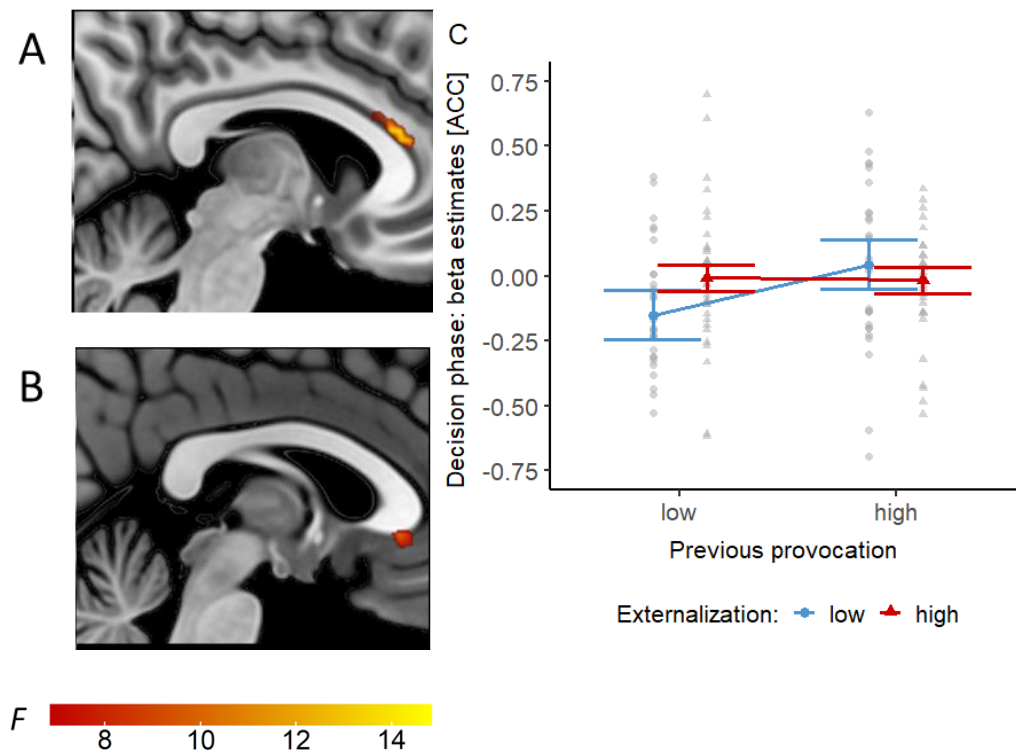 A
B
F
8 10 12 14
C
Decision phase: beta estimates [ACC]
0.75
0.50
0.25
0.00
-0.25
-0.50
-0.75
low high
Previous provocation
Externalization: low high